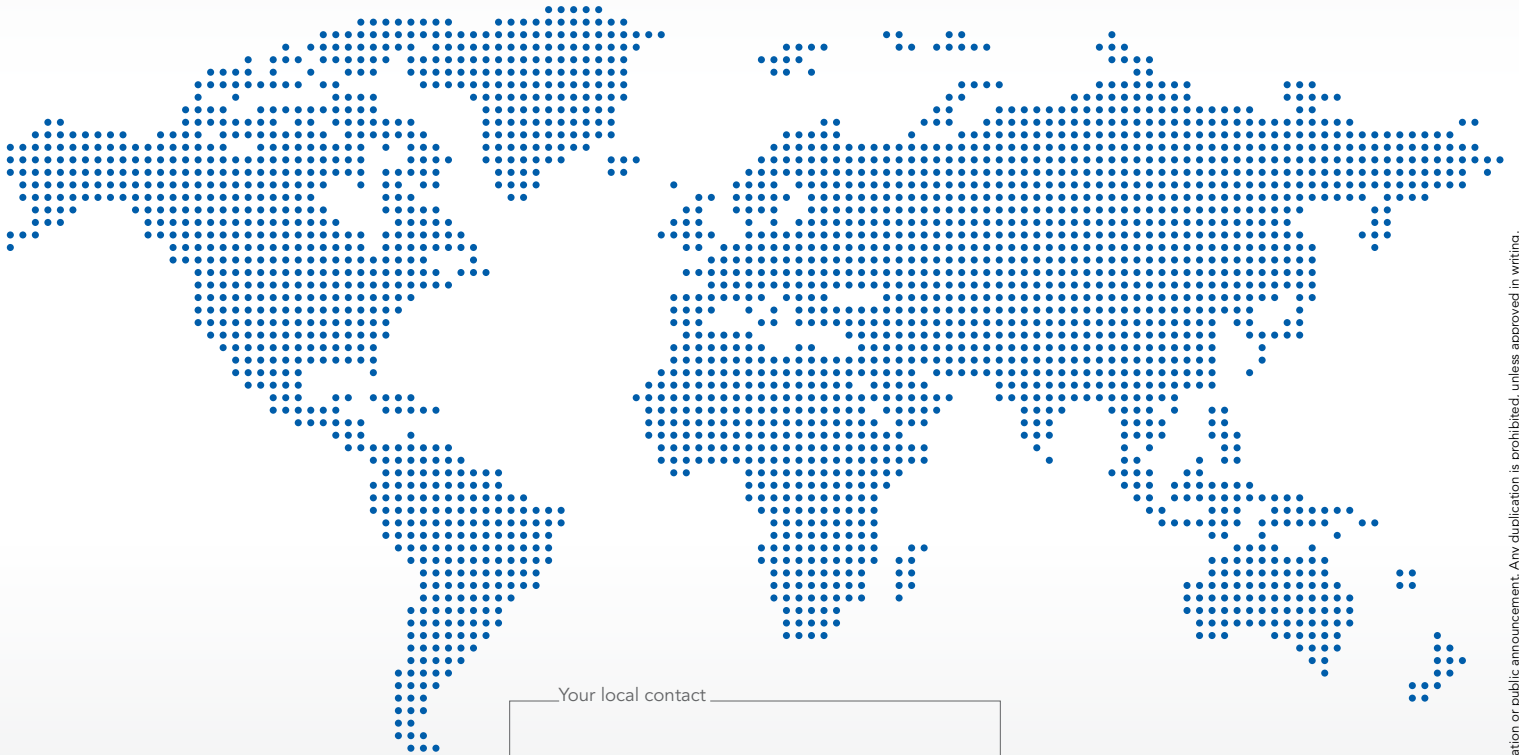 Your local contact
ation or public announcement. Any duplication is prohibited, unless approved in writing.